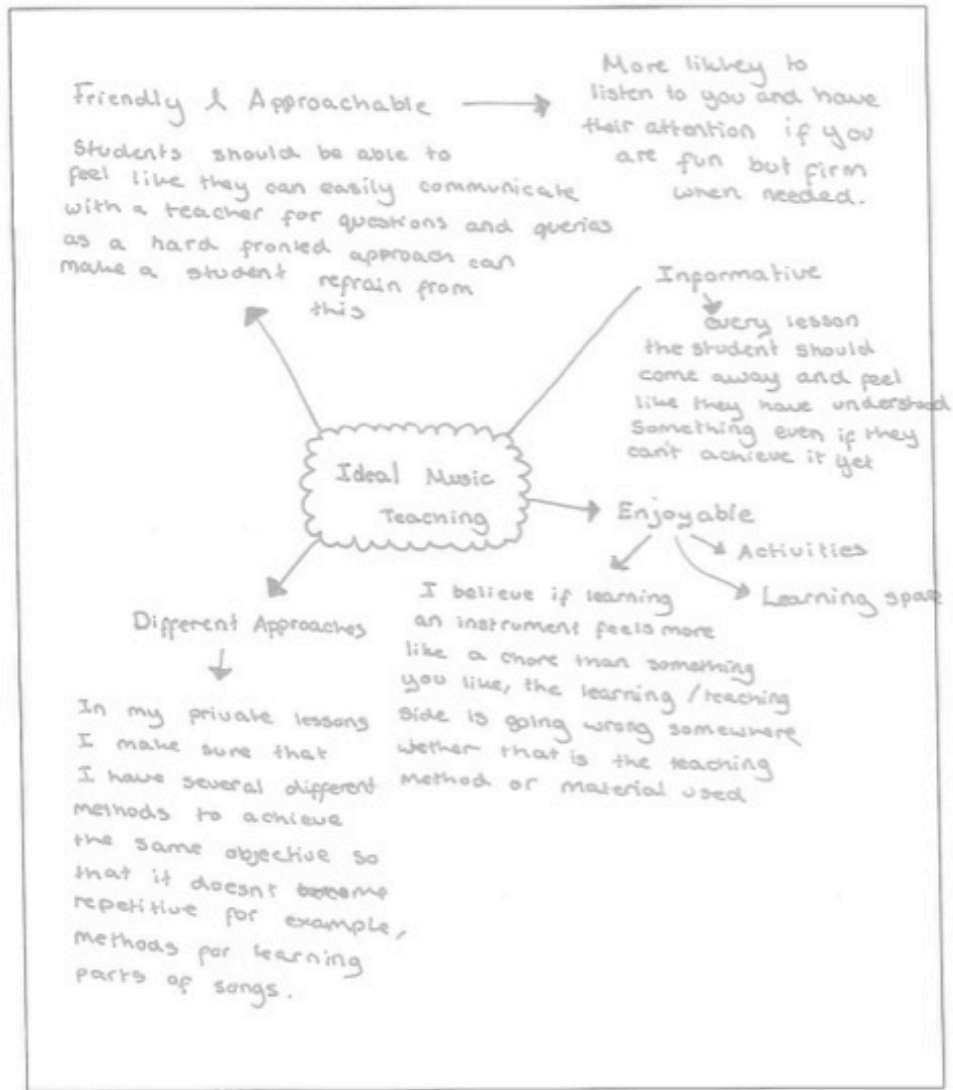 Friendly & Approachable
Students should be able to
feel like they can easily communicate
with a teacher for questions and queries
as a hard fronted approach can
make a student refrain from
this
More likley to
listen to you and have
their attention if you
are fun but firm
when needed.
Informative
every lesson
the student should
come away and feel
like they have understood
something even if they
can't achieve it yet
Ideal Music
Teaching
Enjoyable
Activities
Learning space
I believe if learning
an instrument feels more
like a chore than something
you like, the learning/teaching
side is going wrong somewhere
wether that is the teaching
method or material used
Different Approaches
In my private lessons
I make sure that
I have several different
methods to achieve
the same objective so
that it doesnt become
repetitive for example,
methods for learning
parts of songs.